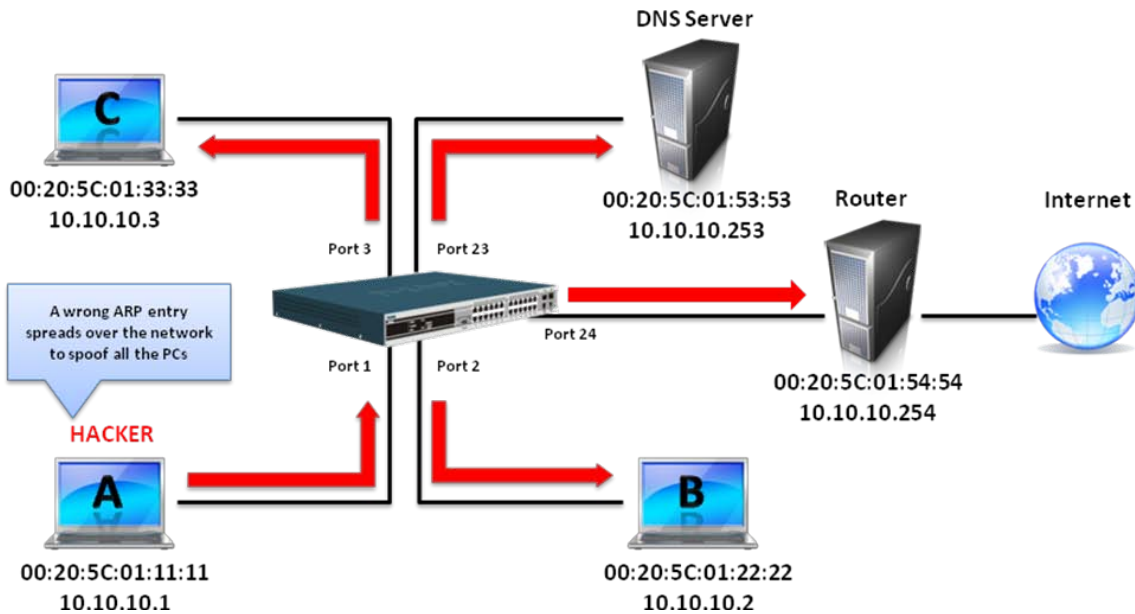 DNS Server
C
00:20:5C:01:33:33
10.10.10.3
00:20:5C:01:53:53
10.10.10.253
Router
Internet
Port 3
Port 23
A wrong ARP entry
spreads over the network
to spoof all the PCs
Port 24
Port 1
Port 2
00:20:5C:01:54:54
10.10.10.254
HACKER
A
B
00:20:5C:01:11:11
10.10.10.1
00:20:5C:01:22:22
10.10.10.2